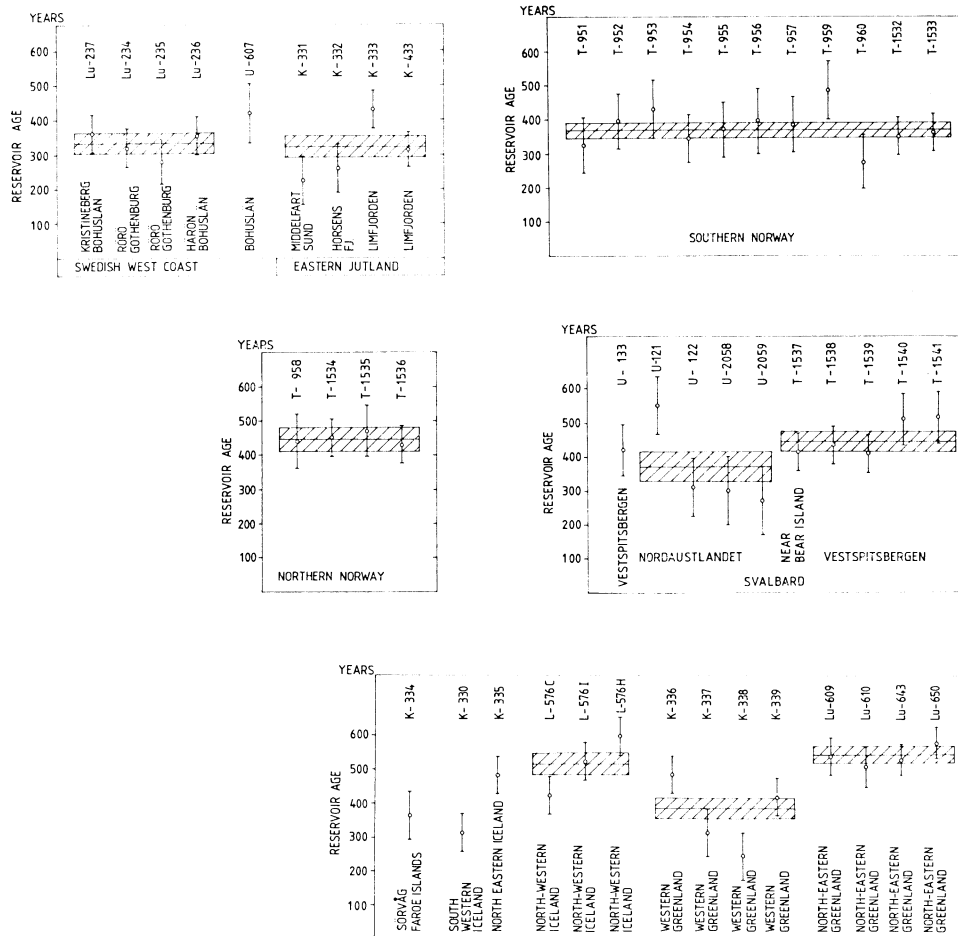 YEARS
RESERVOIR AGE
600
500
400
300
200
100
Lu-237
Lu-234
Lu-235
Lu-236
U-607
K-331
K-332
K-333
K-433
KRISTINEBERG
BOHUSLÄN
RÖRÖ
GOTHENBURG
RÖRÖ
GOTHENBURG
HÄRÖN
BOHUSLÄN
BOHUSLÄN
MIDDELFART
SUND
HORSENS
FJ.
LIMFJORDEN
LIMFJORDEN
SWEDISH WEST COAST
EASTERN JUTLAND
YEARS
RESERVOIR AGE
600
500
400
300
200
100
T-951
T-952
T-953
T-954
T-955
T-956
T-957
T-959
T-960
T-1532
T-1533
SOUTHERN NORWAY
YEARS
RESERVOIR AGE
600
500
400
300
200
100
T-958
T-1534
T-1535
T-1536
NORTHERN NORWAY
YEARS
RESERVOIR AGE
600
500
400
300
200
100
U-133
U-121
U-122
U-2058
U-2059
T-1537
T-1538
T-1539
T-1540
T-1541
VESTSPITSBERGEN
NORDAUSTLANDET
NEAR
BEAR ISLAND
VESTSPITSBERGEN
SVALBARD
YEARS
RESERVOIR AGE
600
500
400
300
200
100
K-334
K-330
K-335
L-576C
L-576I
L-576H
K-336
K-337
K-338
K-339
Lu-609
Lu-610
Lu-643
Lu-650
SØRVÅG
FAROE ISLANDS
SOUTH
WESTERN
ICELAND
NORTH EASTERN ICELAND
NORTH-WESTERN
ICELAND
NORTH-WESTERN
ICELAND
NORTH-WESTERN
ICELAND
WESTERN
GREENLAND
WESTERN
GREENLAND
WESTERN
GREENLAND
WESTERN
GREENLAND
NORTH-EASTERN
GREENLAND
NORTH-EASTERN
GREENLAND
NORTH-EASTERN
GREENLAND
NORTH-EASTERN
GREENLAND